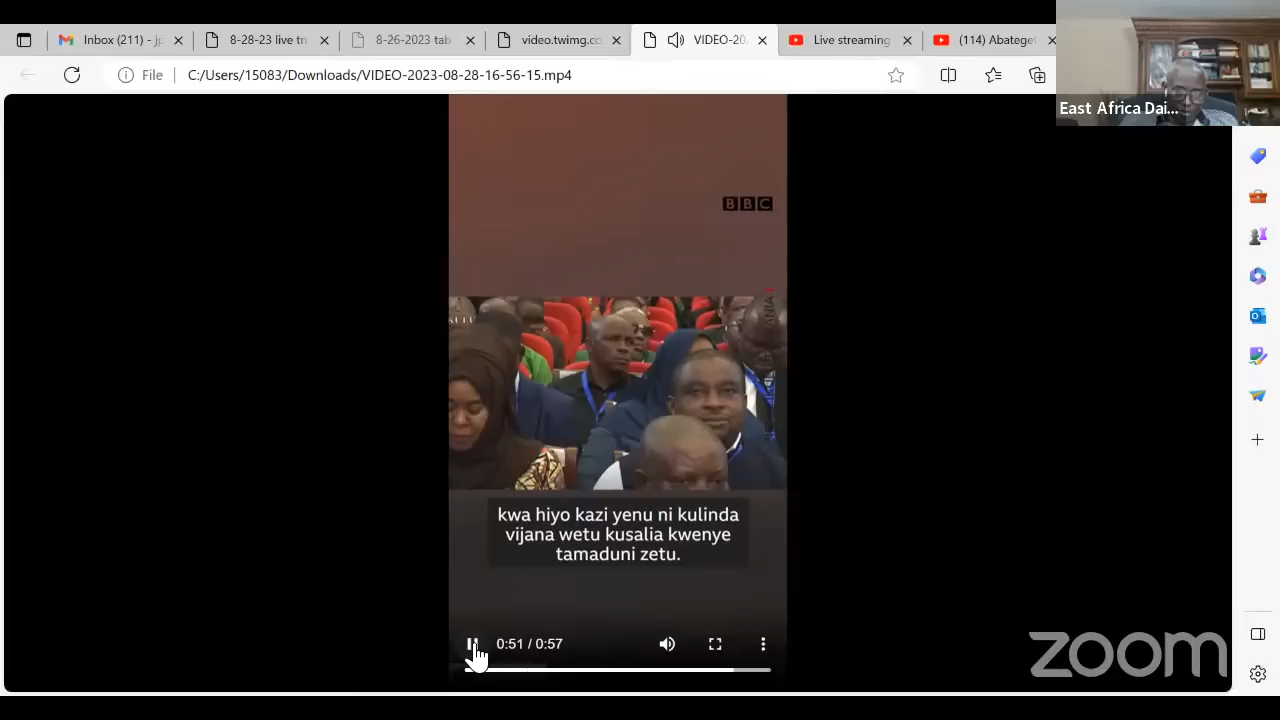 Inbox (211) - jp
8-28-23 live tr
8-26-2023 tab
video.twimg.co
VIDEO-20
Live streaming
(114) Abatege
File
C:/Users/15083/Downloads/VIDEO-2023-08-28-16-56-15.mp4
East Africa Dai...
BBC
kwa hiyo kazi yenu ni kulinda
vijana wetu kusalia kwenye
tamaduni zetu.
0:51 / 0:57
zoom